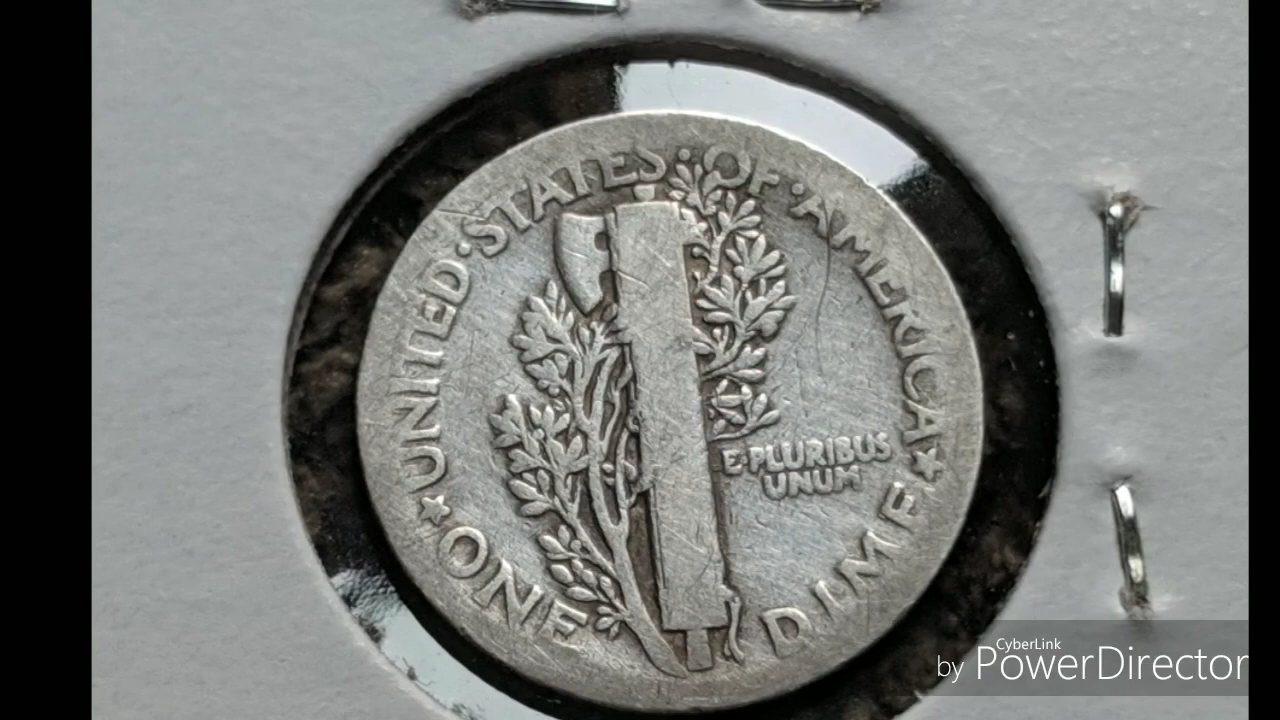 UNITED·STATES·OF·AMERICA
E·PLURIBUS
UNUM
ONE DIME
CyberLink
by PowerDirector